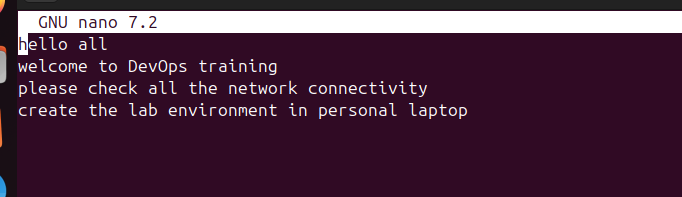 GNU nano 7.2
hello all
welcome to DevOps training
please check all the network connectivity
create the lab environment in personal laptop